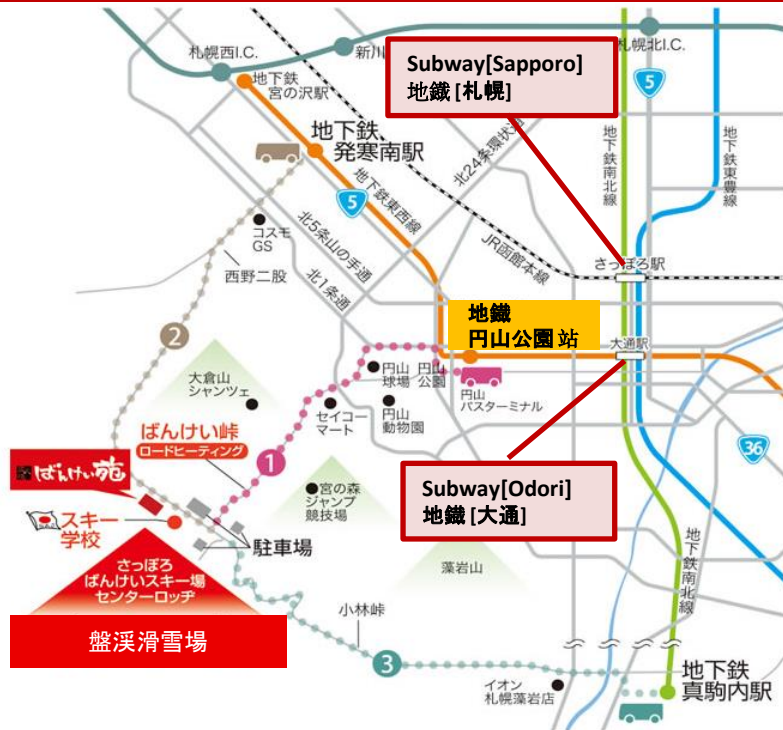 札幌西I.C.
新川
札幌北I.C.
Subway[Sapporo]
地鐵 [札幌]
5
地下鉄
宮の沢駅
地下鉄
発寒南駅
北24条環状通
地下鉄南北線
地下鉄東豊線
地下鉄東西線
5
コスモ
GS
北5条山の手通
北1条通
JR函館本線
さっぽろ駅
西野二股
地鐵
円山公園站
大通駅
2
大倉山
シャンツェ
円山
球場
円山
公園
円山
バスターミナル
セイコー
マート
円山
動物園
ばんけい峠
ロードヒーティング
1
36
ばんけい苑
宮の森
ジャンプ
競技場
Subway[Odori]
地鐵 [大通]
スキー
学校
駐車場
藻岩山
地下鉄南北線
さっぽろ
ばんけいスキー場
センターロッヂ
盤渓滑雪場
小林峠
3
イオン
札幌藻岩店
地下鉄
真駒内駅